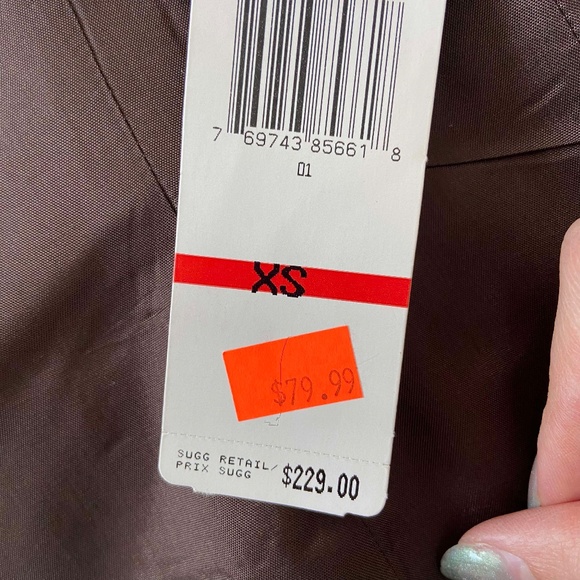 7 69743 85661 8
01
XS
$79.99
SUGG RETAIL/
PRIX SUGG $229.00